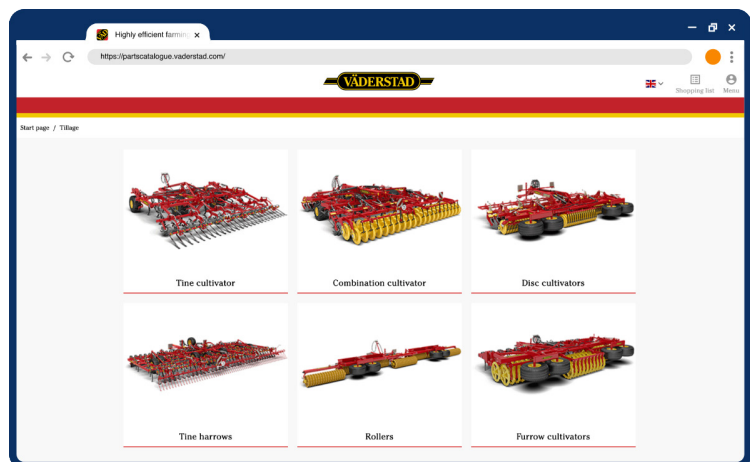 Highly efficient farming
https://partscatalogue.vaderstad.com/
VÄDERSTAD
Shopping list
Menu
Start page / Tillage
Tine cultivator
Combination cultivator
Disc cultivators
Tine harrows
Rollers
Furrow cultivators